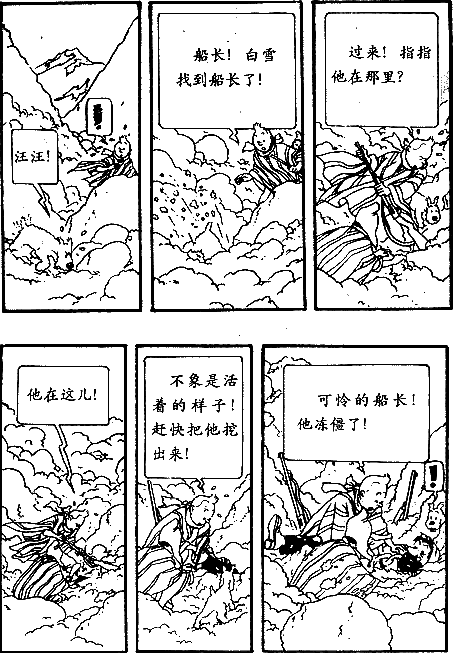 !
汪汪!
船长! 白雪
找到船长了!
过来! 指指
他在那里?
他在这儿!
不象是活
着的样子!
赶快把他挖
出来!
可怜的船长!
他冻僵了!
!